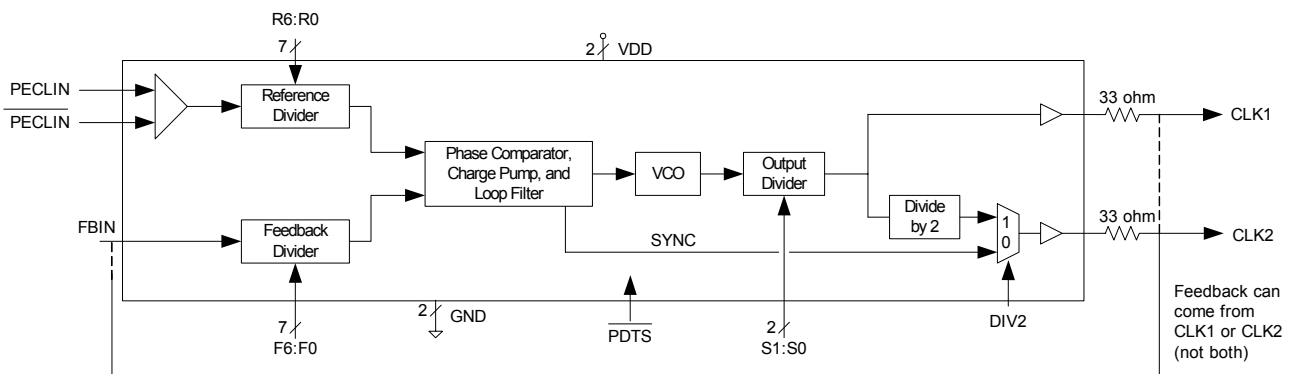 R6:R0
7
2
VDD
PECLIN
PECLIN
Reference
Divider
33 ohm
CLK1
Phase Comparator,
Charge Pump, and
Loop Filter
VCO
Output
Divider
FBIN
Feedback
Divider
SYNC
Divide
by 2
1
0
33 ohm
CLK2
2
GND
PDTS
7
F6:F0
2
S1:S0
DIV2
Feedback can
come from
CLK1 or CLK2
(not both)